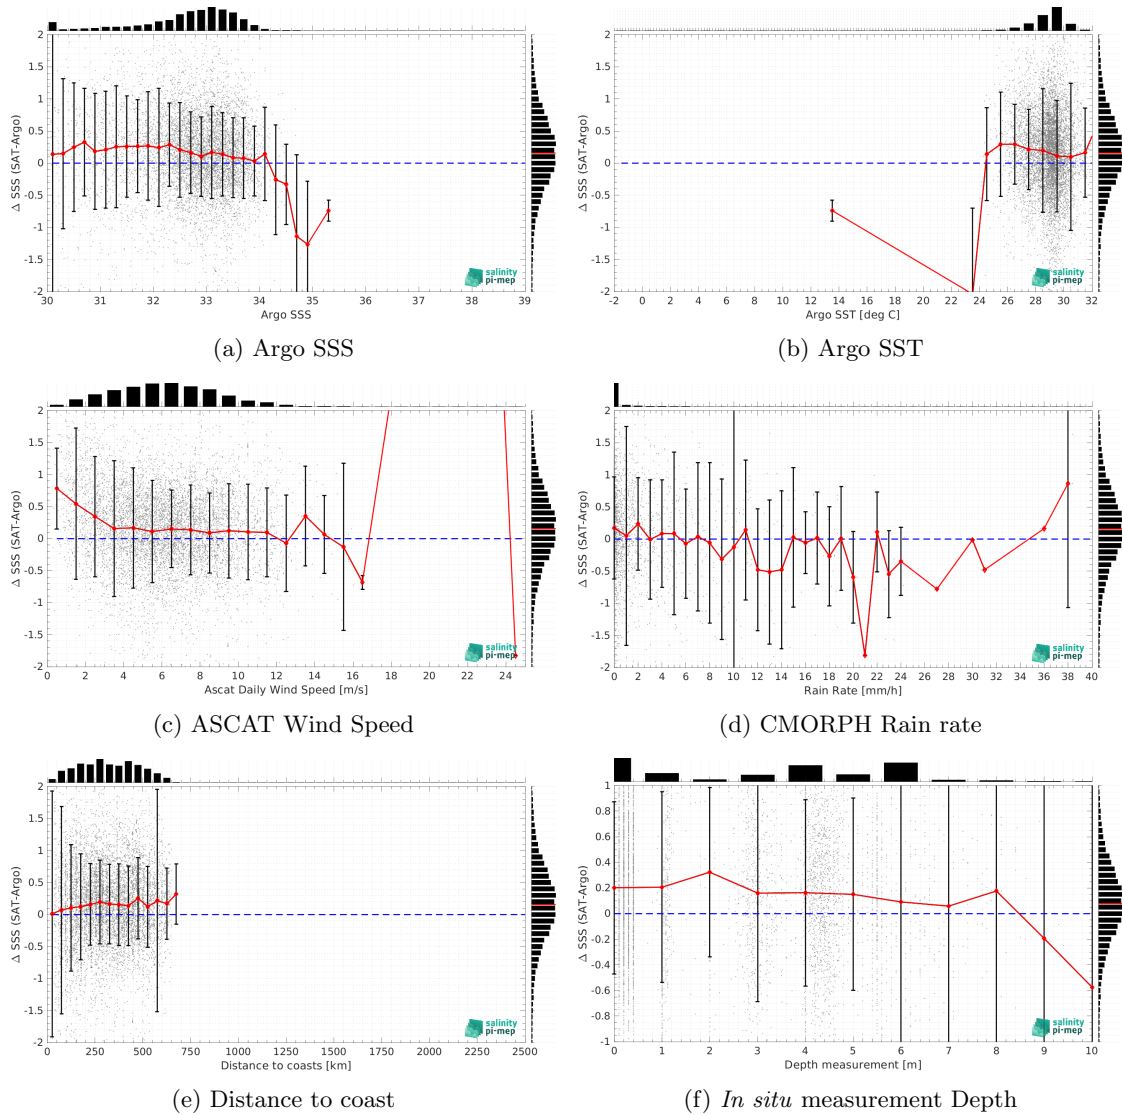 2
1.5
1
0.5
0
-0.5
-1
-1.5
-2
Δ SSS (SAT-Argo)
30 31 32 33 34 35 36 37 38 39
Argo SSS
salinity
pi-mep
(a) Argo SSS
2
1.5
1
0.5
0
-0.5
-1
-1.5
-2
Δ SSS (SAT-Argo)
-2 0 2 4 6 8 10 12 14 16 18 20 22 24 26 28 30 32
Argo SST [deg C]
salinity
pi-mep
(b) Argo SST
2
1.5
1
0.5
0
-0.5
-1
-1.5
-2
Δ SSS (SAT-Argo)
0 2 4 6 8 10 12 14 16 18 20 22 24
Ascat Daily Wind Speed [m/s]
salinity
pi-mep
(c) ASCAT Wind Speed
2
1.5
1
0.5
0
-0.5
-1
-1.5
-2
Δ SSS (SAT-Argo)
0 2 4 6 8 10 12 14 16 18 20 22 24 26 28 30 32 34 36 38 40
Rain Rate [mm/h]
salinity
pi-mep
(d) CMORPH Rain rate
2
1.5
1
0.5
0
-0.5
-1
-1.5
-2
Δ SSS (SAT-Argo)
0 250 500 750 1000 1250 1500 1750 2000 2250 2500
Distance to coasts [km]
salinity
pi-mep
(e) Distance to coast
1
0.8
0.6
0.4
0.2
0
-0.2
-0.4
-0.6
-0.8
-1
Δ SSS (SAT-Argo)
0 1 2 3 4 5 6 7 8 9 10
Depth measurement [m]
salinity
pi-mep
(f) In situ measurement Depth